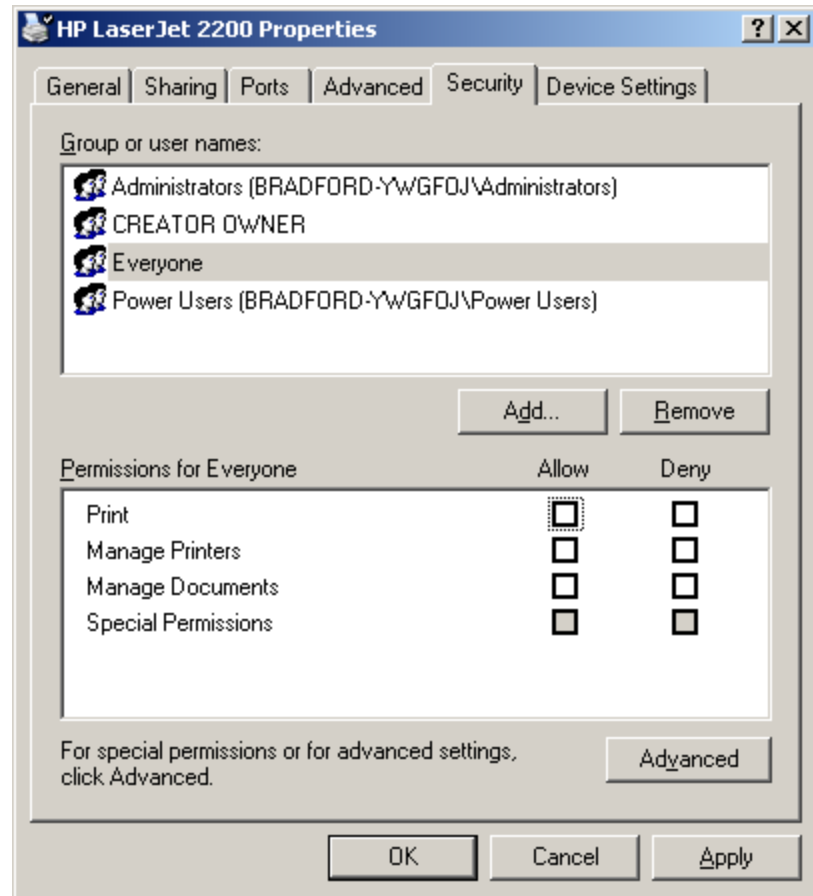 HP LaserJet 2200 Properties
General Sharing Ports Advanced Security Device Settings
Group or user names:
Administrators (BRADFORD-YWGFOJ\Administrators)
CREATOR OWNER
Everyone
Power Users (BRADFORD-YWGFOJ\Power Users)
Add... Remove
Permissions for Everyone Allow Deny
Print
Manage Printers
Manage Documents
Special Permissions
For special permissions or for advanced settings,
click Advanced.
Advanced
OK Cancel Apply